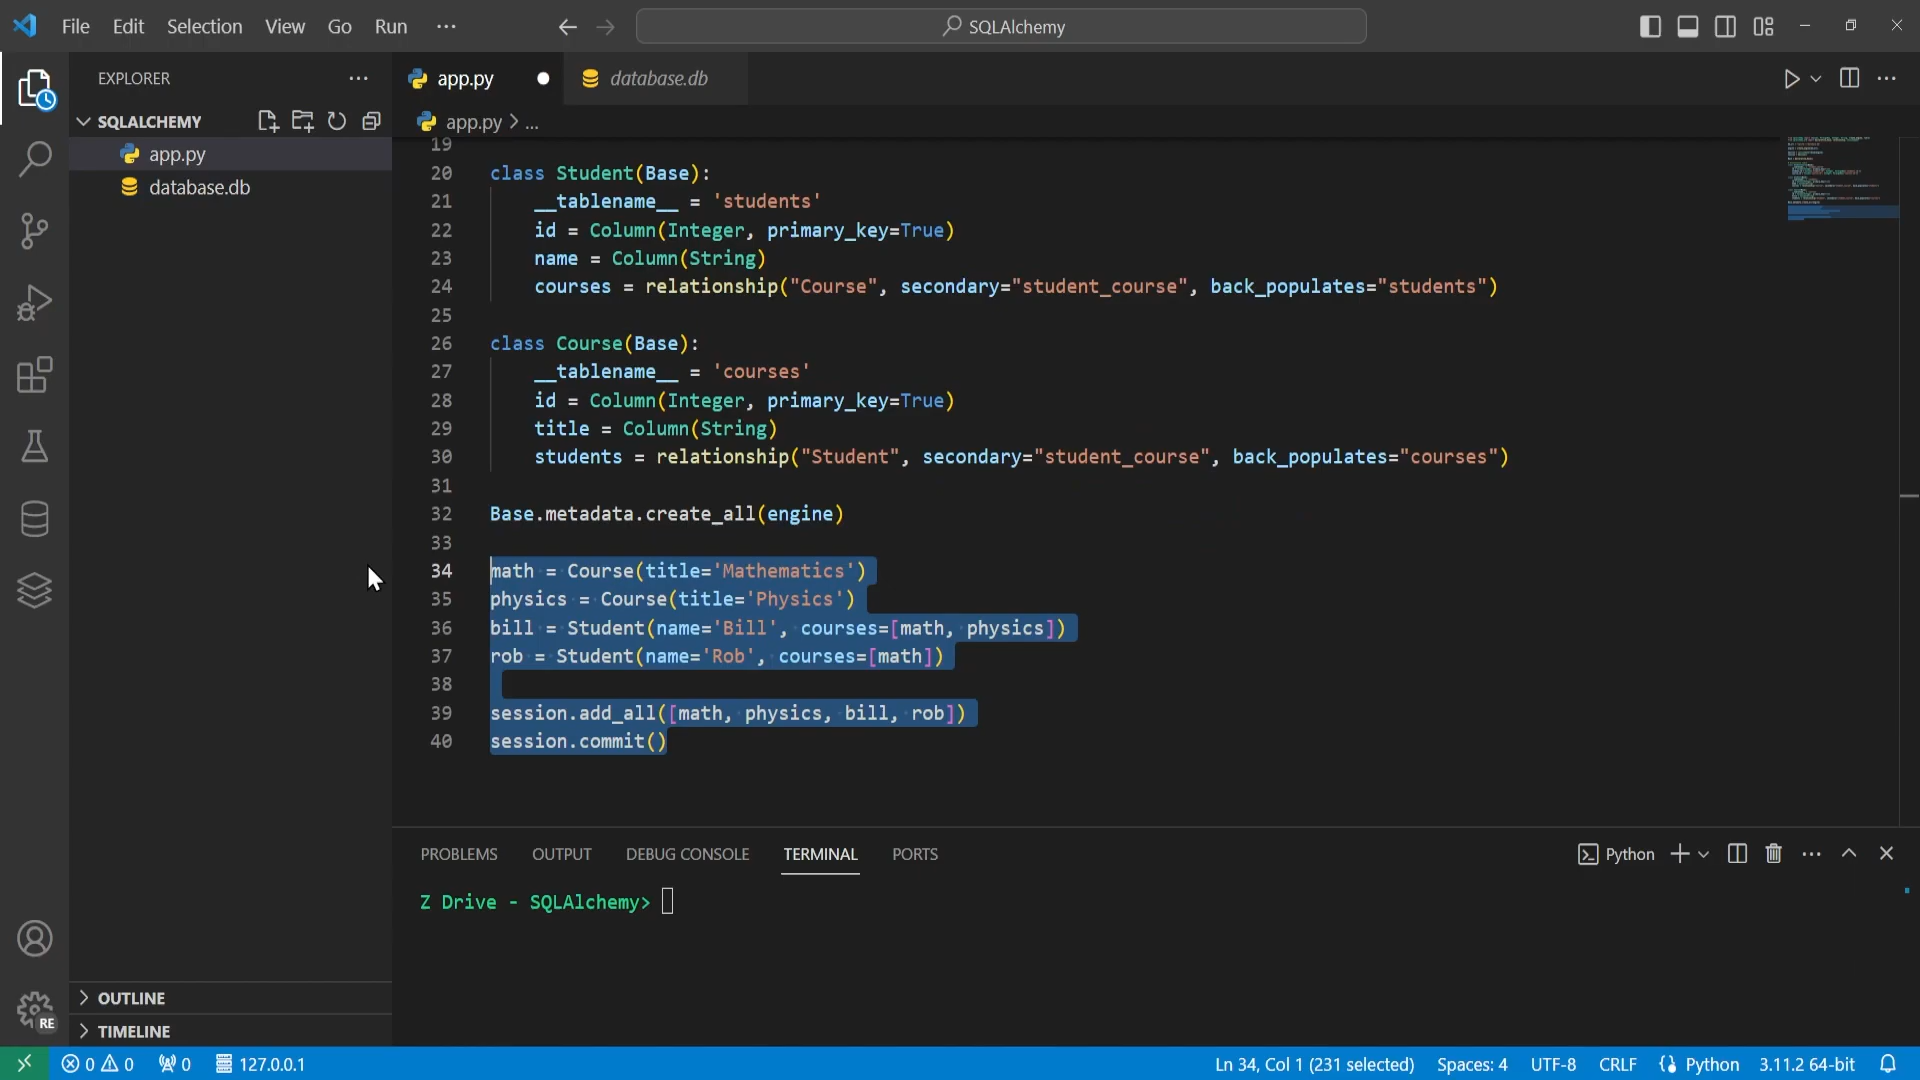 File Edit Selection View Go Run ··· SQLAlchemy
EXPLORER ··· app.py database.db
SQLALCHEMY app.py > ...
app.py
database.db
19
20 class Student(Base):
21 __tablename__ = 'students'
22 id = Column(Integer, primary_key=True)
23 name = Column(String)
24 courses = relationship("Course", secondary="student_course", back_populates="students")
25
26 class Course(Base):
27 __tablename__ = 'courses'
28 id = Column(Integer, primary_key=True)
29 title = Column(String)
30 students = relationship("Student", secondary="student_course", back_populates="courses")
31
32 Base.metadata.create_all(engine)
33
34 math = Course(title='Mathematics')
35 physics = Course(title='Physics')
36 bill = Student(name='Bill', courses=[math, physics])
37 rob = Student(name='Rob', courses=[math])
38
39 session.add_all([math, physics, bill, rob])
40 session.commit()
PROBLEMS OUTPUT DEBUG CONSOLE TERMINAL PORTS Python
Z Drive - SQLAlchemy>
OUTLINE
RE
TIMELINE
0 0 0 127.0.0.1 Ln 34, Col 1 (231 selected) Spaces: 4 UTF-8 CRLF Python 3.11.2 64-bit